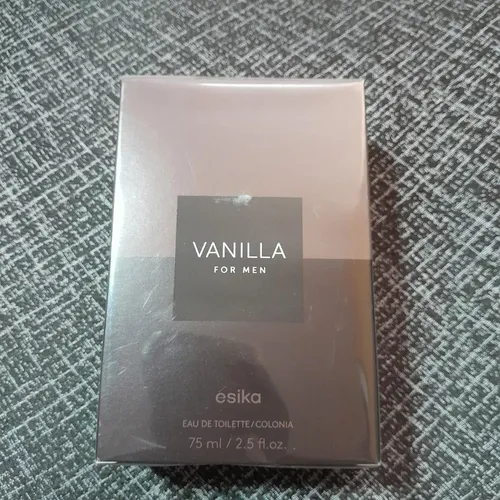 VANILLA
FOR MEN
ésika
EAU DE TOILETTE/COLONIA
75 ml / 2.5 fl.oz.